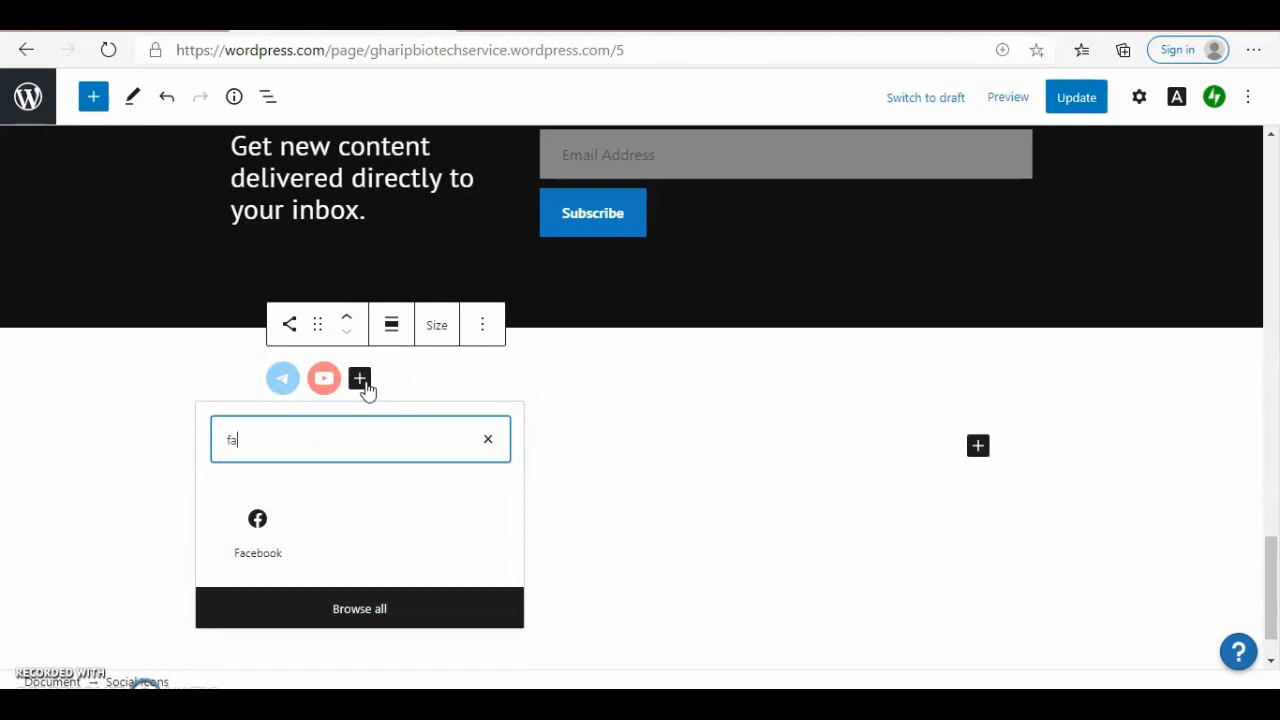 https://wordpress.com/page/gharipbiotechservice.wordpress.com/5
Sign in
Switch to draft
Preview
Update
A
Get new content
delivered directly to
your inbox.
Email Address
Subscribe
Size
fa
Facebook
Browse all
?
RECORDED WITH
Document → Social Icons